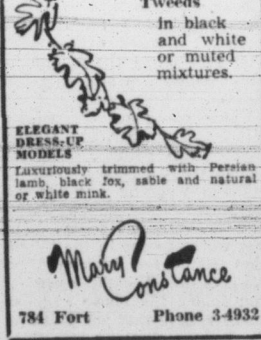 Tweeds
in black
and white
or muted
mixtures.
ELEGANT
DRESS-UP
MODELS
Luxuriously trimmed with Persian
lamb, black fox, sable and natural
or white mink.
Mary Constance
784 Fort Phone 3-4932